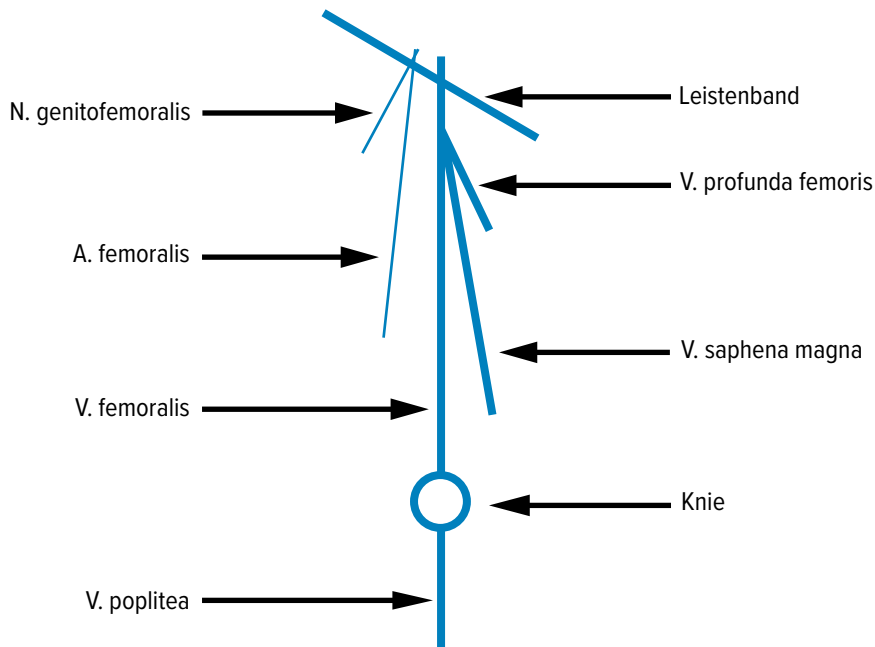 Leistenband
N. genitofemoralis
V. profunda femoris
A. femoralis
V. saphena magna
V. femoralis
Knie
V. poplitea